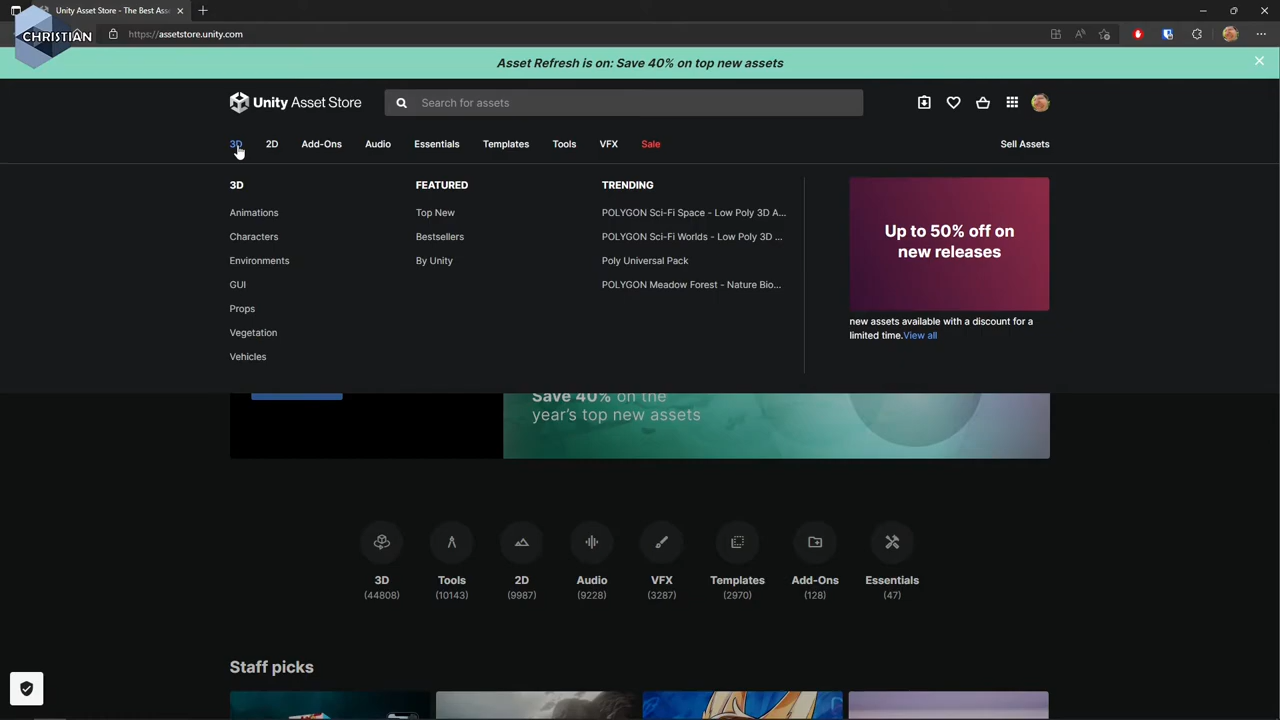 Unity Asset Store - The Best Ass
CHRISTIAN
https://assetstore.unity.com
Asset Refresh is on: Save 40% on top new assets
Unity Asset Store
Search for assets
3D
2D
Add-Ons
Audio
Essentials
Templates
Tools
VFX
Sale
Sell Assets
3D
Animations
Characters
Environments
GUI
Props
Vegetation
Vehicles
FEATURED
Top New
Bestsellers
By Unity
TRENDING
POLYGON Sci-Fi Space - Low Poly 3D A...
POLYGON Sci-Fi Worlds - Low Poly 3D ...
Poly Universal Pack
POLYGON Meadow Forest - Nature Bio...
Up to 50% off on
new releases
new assets available with a discount for a
limited time.View all
Save 40% on the
year's top new assets
3D
(44808)
Tools
(10143)
2D
(9987)
Audio
(9228)
VFX
(3287)
Templates
(2970)
Add-Ons
(128)
Essentials
(47)
Staff picks